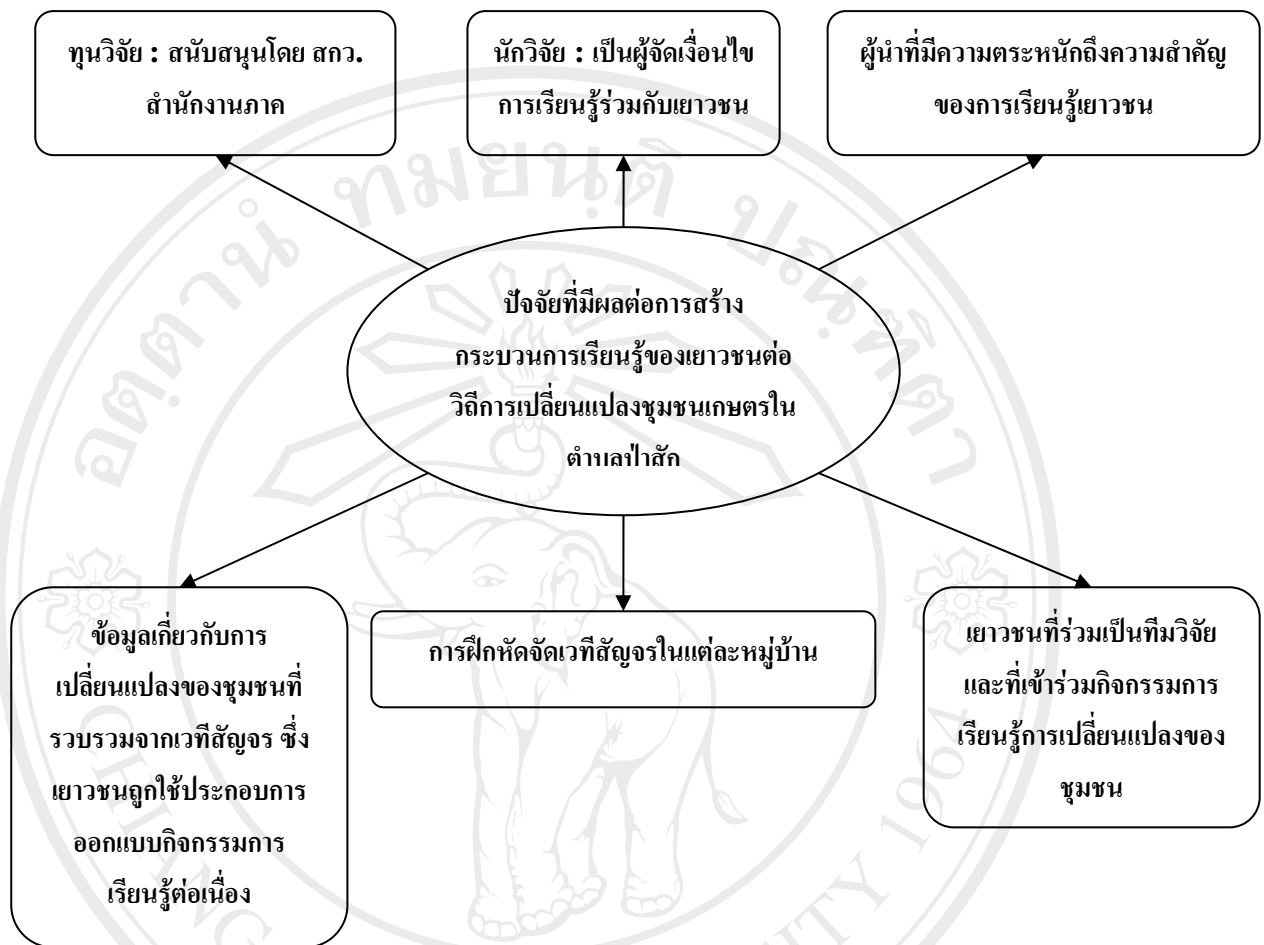 ทุนวิจัย : สนับสนุนโดย สกว.
สำนักงานภาค
นักวิจัย : เป็นผู้จัดเงื่อนไข
การเรียนรู้ร่วมกับเยาวชน
ผู้นำที่มีความตระหนักถึงความสำคัญ
ของการเรียนรู้เยาวชน
ปัจจัยที่มีผลต่อการสร้าง
กระบวนการเรียนรู้ของเยาวชนต่อ
วิถีการเปลี่ยนแปลงชุมชนเกษตรใน
ตำบลป่าสัก
ข้อมูลเกี่ยวกับการ
เปลี่ยนแปลงของชุมชนที่
รวบรวมจากเวทีสัญจร ซึ่ง
เยาวชนถูกใช้ประกอบการ
ออกแบบกิจกรรมการ
เรียนรู้ต่อเนื่อง
การฝึกหัดจัดเวทีสัญจรในแต่ละหมู่บ้าน
เยาวชนที่ร่วมเป็นทีมวิจัย
และที่เข้าร่วมกิจกรรมการ
เรียนรู้การเปลี่ยนแปลงของ
ชุมชน
อตฺตานํ ทมยนฺติ ปณฺฑิตา
1964